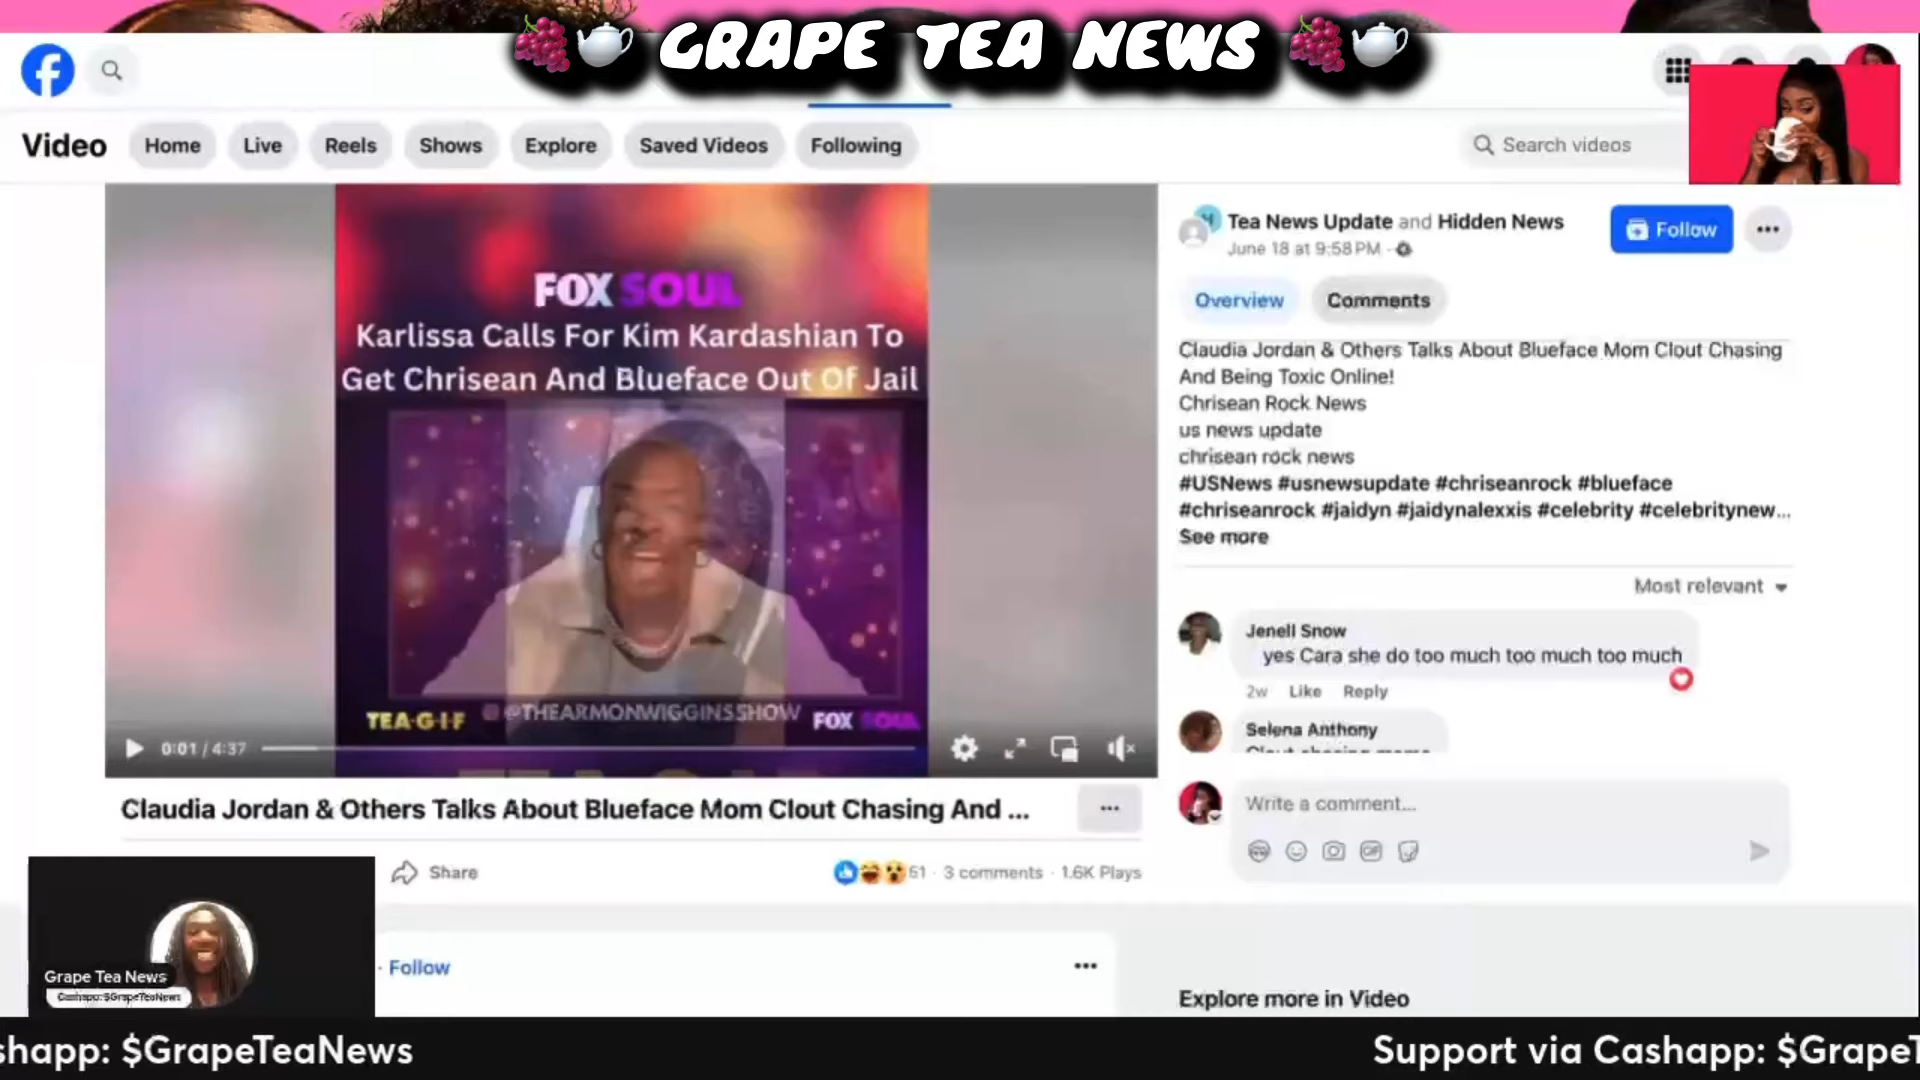 GRAPE TEA NEWS
Video
Home
Live
Reels
Shows
Explore
Saved Videos
Following
Search videos
FOX SOUL
Karlissa Calls For Kim Kardashian To
Get Chrisean And Blueface Out Of Jail
TEA-G-I-F
@THEARMONWIGGINSSHOW
FOX SOUL
0:01 / 4:37
Claudia Jordan & Others Talks About Blueface Mom Clout Chasing And ...
Share
61 · 3 comments · 1.6K Plays
Tea News Update and Hidden News
June 18 at 9:58 PM ·
Follow
Overview
Comments
Claudia Jordan & Others Talks About Blueface Mom Clout Chasing
And Being Toxic Online!
Chrisean Rock News
us news update
chrisean rock news
#USNews #usnewsupdate #chriseanrock #blueface
#chriseanrock #jaidyn #jaidynalexxis #celebrity #celebritynew...
See more
Most relevant
Jenell Snow
yes Cara she do too much too much too much
2w Like Reply
Selena Anthony
Write a comment...
GIF
· Follow
Explore more in Video
Grape Tea News
Cashapp: $GrapeTeaNews
shapp: $GrapeTeaNews
Support via Cashapp: $GrapeT